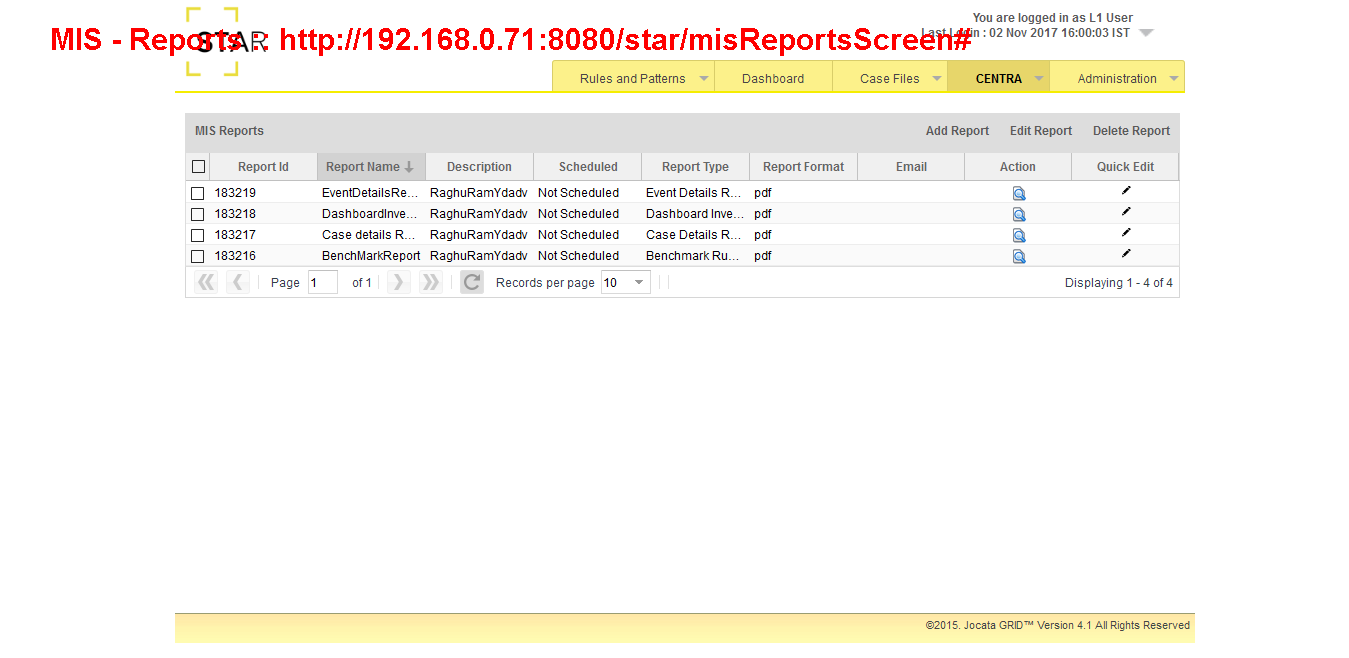 You are logged in as L1 User
MIS - Reports :: http://192.168.0.71:8080/star/misReportsScreen#
STAR
Last Login : 02 Nov 2017 16:00:03 IST
Rules and Patterns Dashboard Case Files CENTRA Administration
MIS Reports Add Report Edit Report Delete Report
Report Id Report Name Description Scheduled Report Type Report Format Email Action Quick Edit
183219 EventDetailsRe... RaghuRamYdadv Not Scheduled Event Details R... pdf
183218 DashboardInve... RaghuRamYdadv Not Scheduled Dashboard Inve... pdf
183217 Case details R... RaghuRamYdadv Not Scheduled Case Details R... pdf
183216 BenchMarkReport RaghuRamYdadv Not Scheduled Benchmark Ru... pdf
Page 1 of 1 Records per page 10 Displaying 1 - 4 of 4
©2015. Jocata GRID™ Version 4.1 All Rights Reserved